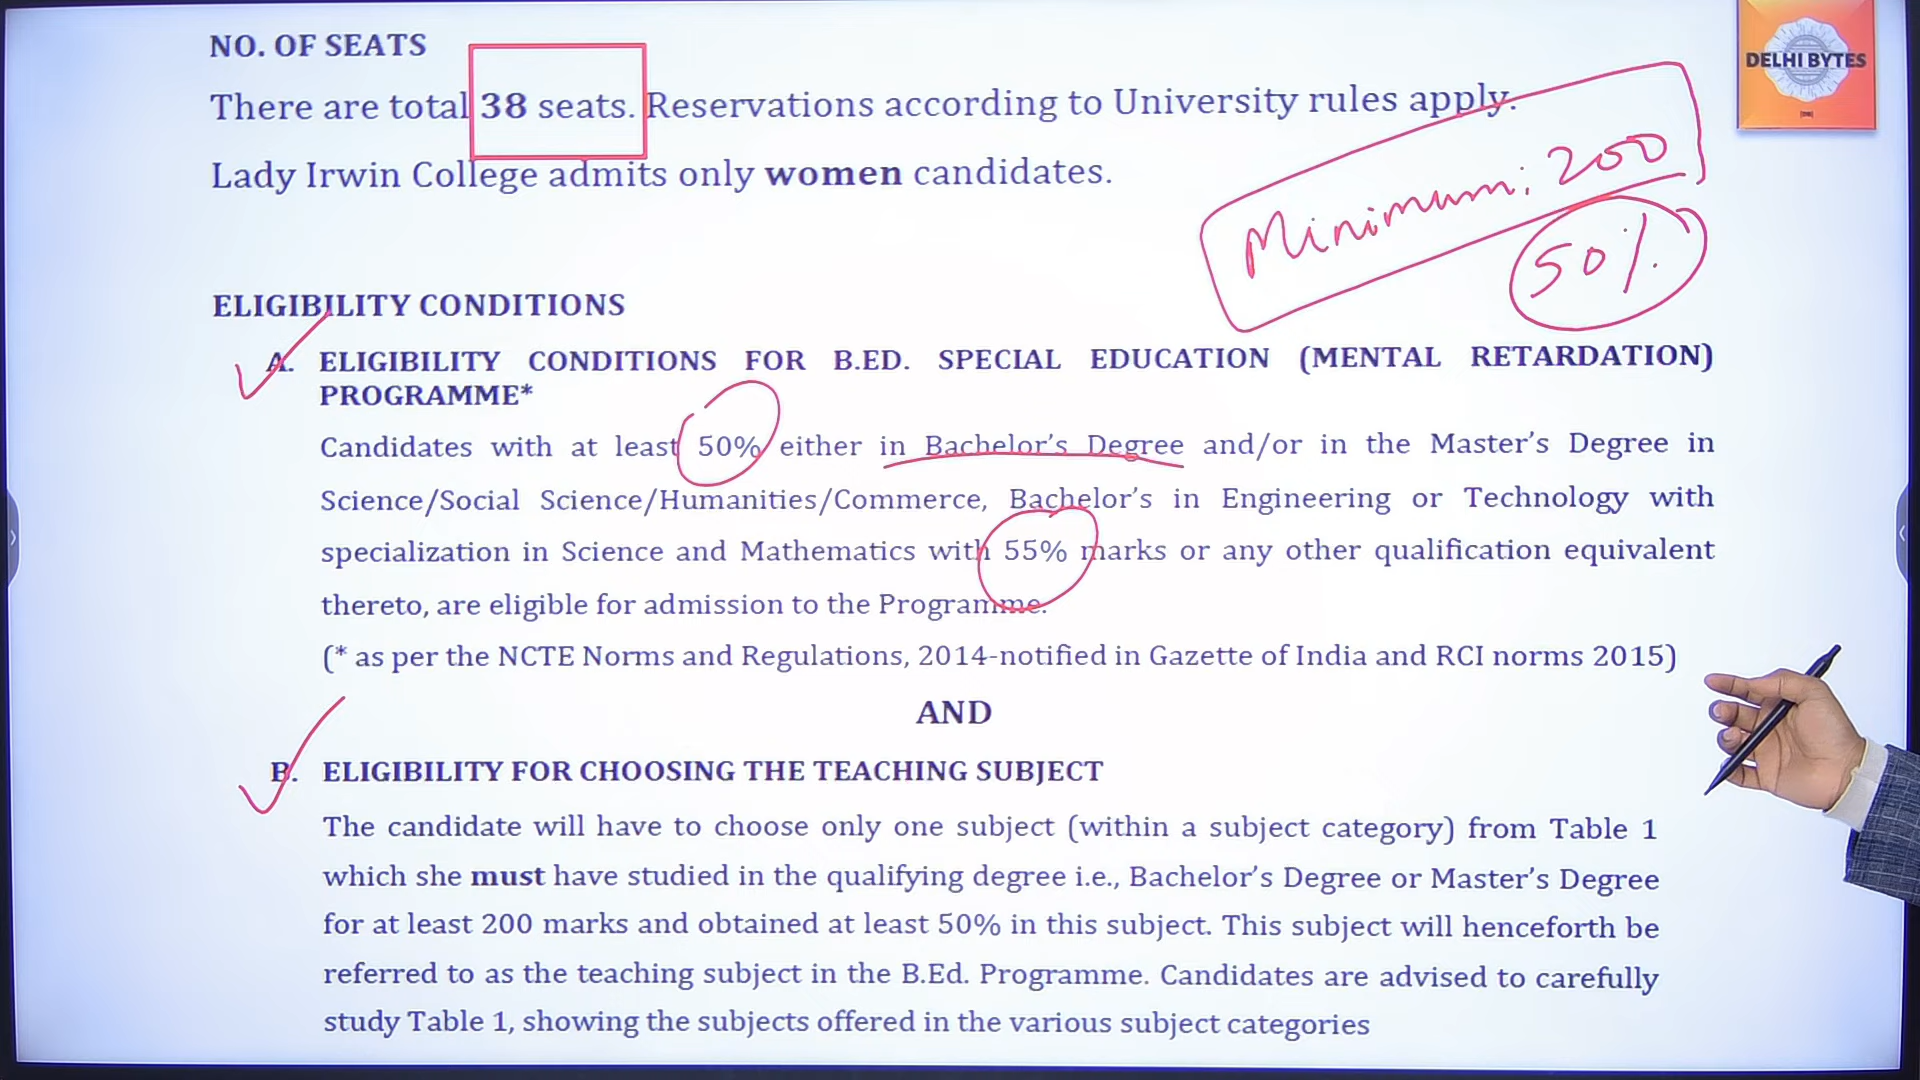 NO. OF SEATS
There are total 38 seats. Reservations according to University rules apply.
Lady Irwin College admits only women candidates.
DELHI BYTES
Minimum: 200
50%
ELIGIBILITY CONDITIONS
A. ELIGIBILITY CONDITIONS FOR B.ED. SPECIAL EDUCATION (MENTAL RETARDATION)
PROGRAMME*
Candidates with at least 50% either in Bachelor's Degree and/or in the Master's Degree in
Science/Social Science/Humanities/Commerce, Bachelor's in Engineering or Technology with
specialization in Science and Mathematics with 55% marks or any other qualification equivalent
thereto, are eligible for admission to the Programme.
(* as per the NCTE Norms and Regulations, 2014-notified in Gazette of India and RCI norms 2015)
AND
B. ELIGIBILITY FOR CHOOSING THE TEACHING SUBJECT
The candidate will have to choose only one subject (within a subject category) from Table 1
which she must have studied in the qualifying degree i.e., Bachelor's Degree or Master's Degree
for at least 200 marks and obtained at least 50% in this subject. This subject will henceforth be
referred to as the teaching subject in the B.Ed. Programme. Candidates are advised to carefully
study Table 1, showing the subjects offered in the various subject categories